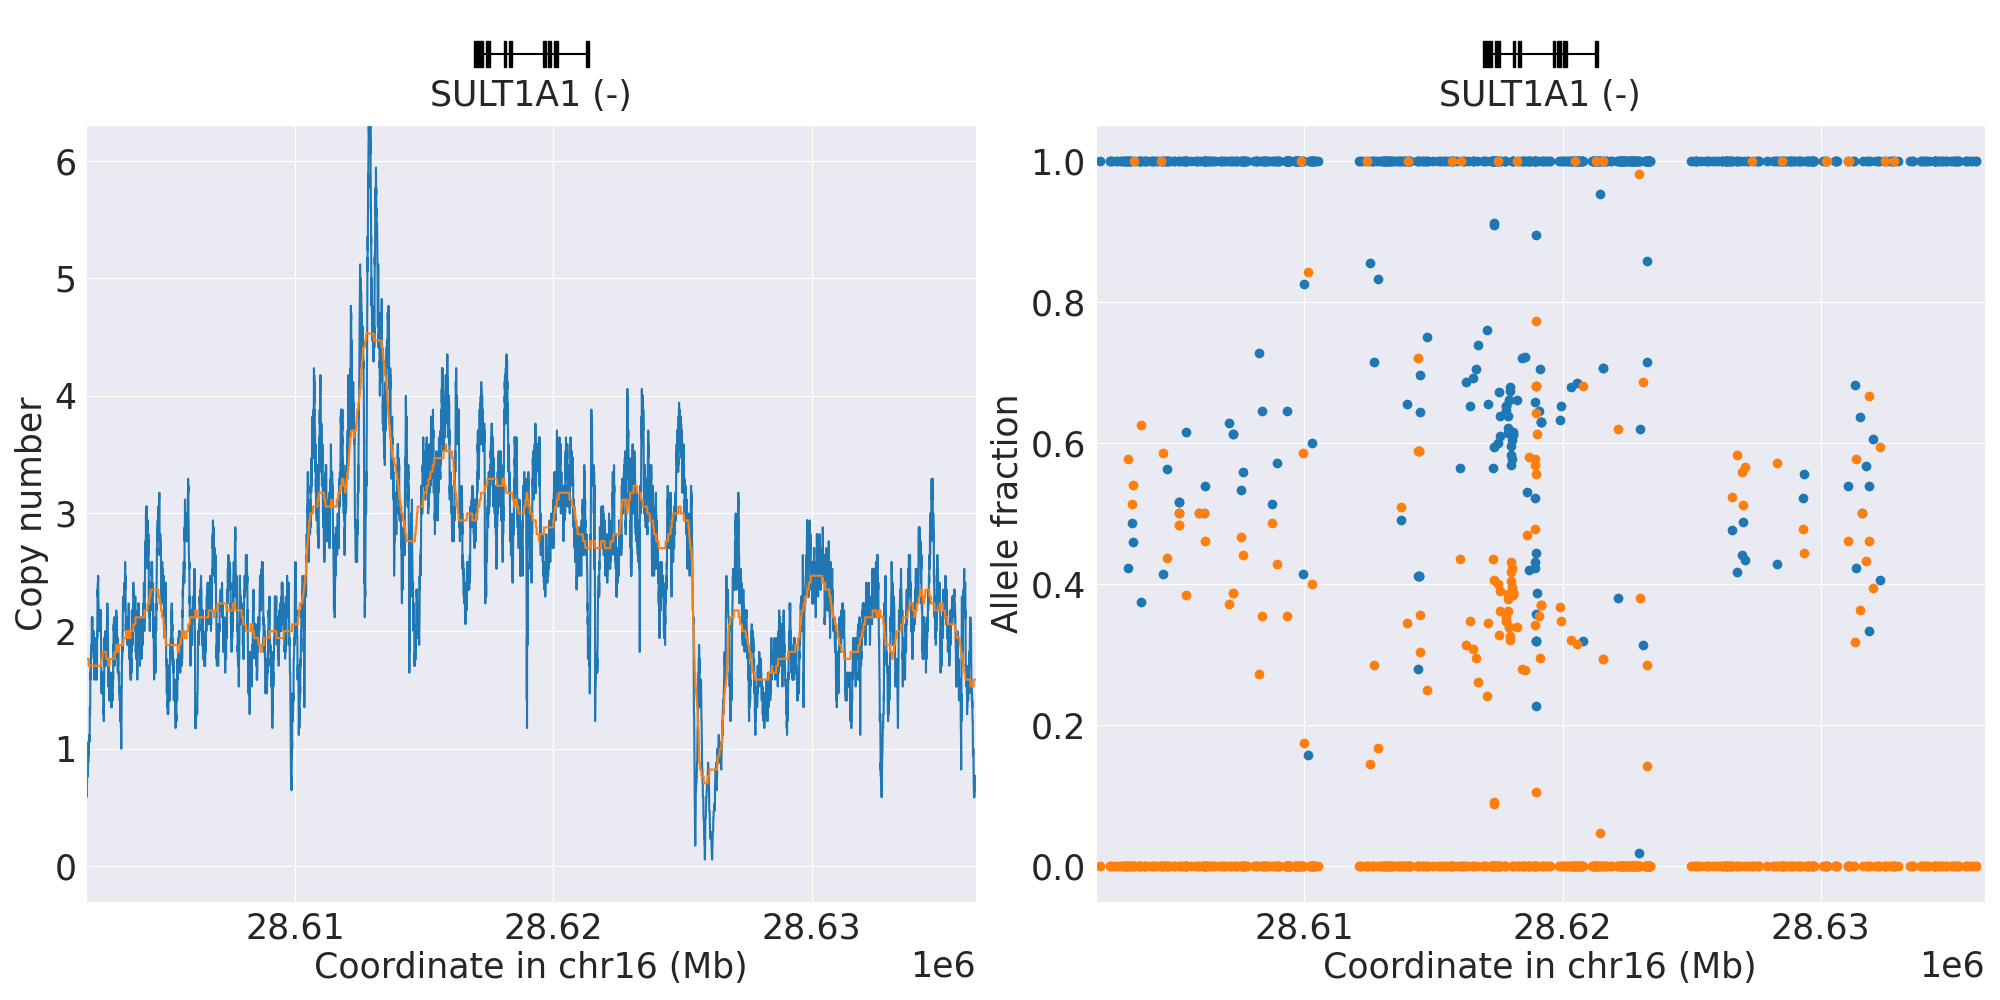 SULT1A1 (-)
6
5
4
3
2
1
0
Copy number
28.61
28.62
28.63
Coordinate in chr16 (Mb)
1e6
SULT1A1 (-)
1.0
0.8
0.6
0.4
0.2
0.0
Allele fraction
28.61
28.62
28.63
Coordinate in chr16 (Mb)
1e6